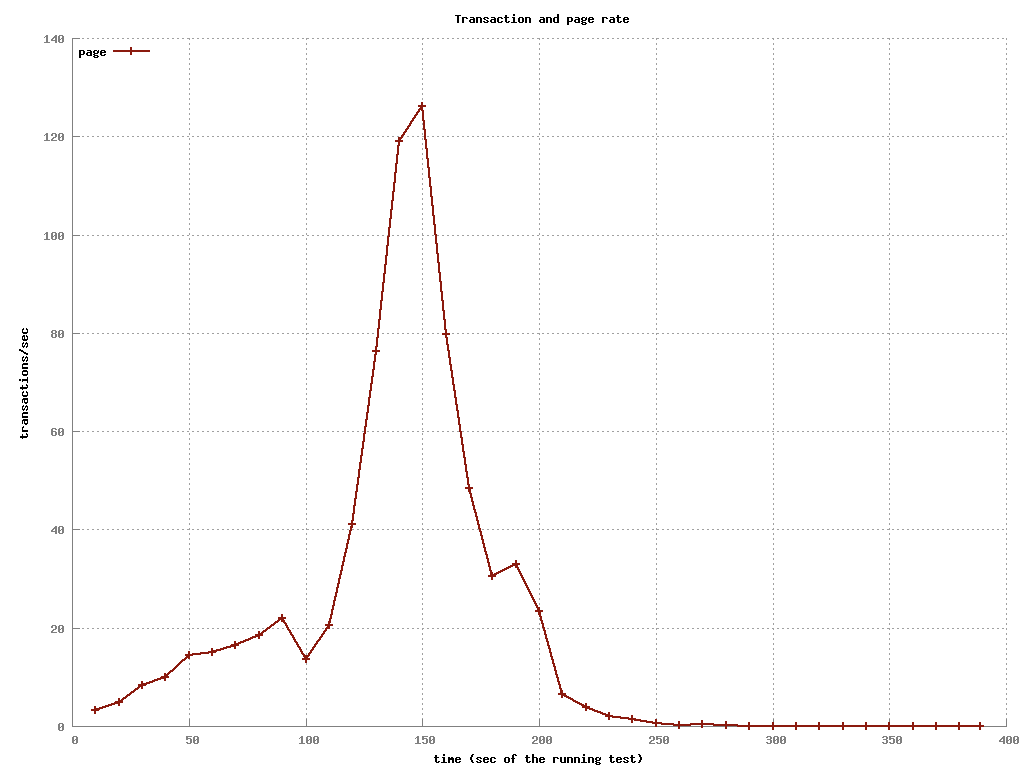 Transaction and page rate
140
page
120
100
80
transactions/sec
60
40
20
0
0 50 100 150 200 250 300 350 400
time (sec of the running test)